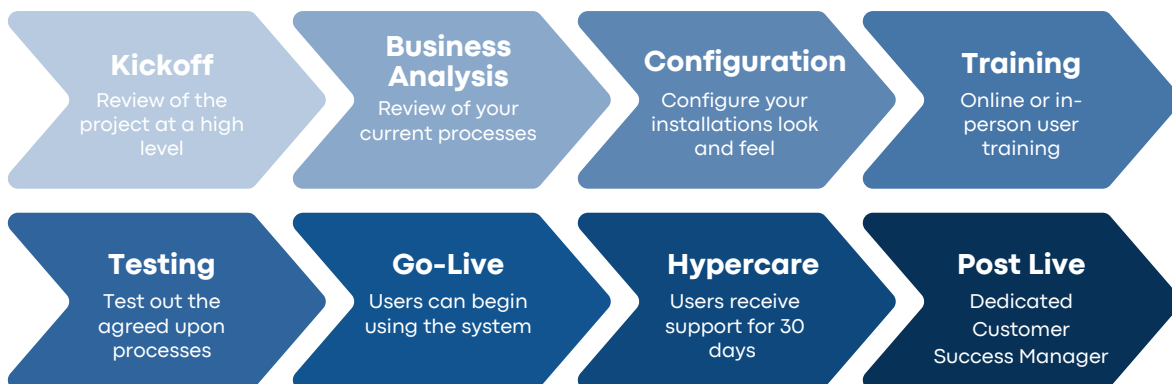 Kickoff
Review of the
project at a high
level
Business
Analysis
Review of your
current processes
Configuration
Configure your
installations look
and feel
Training
Online or in-
person user
training
Testing
Test out the
agreed upon
processes
Go-Live
Users can begin
using the system
Hypercare
Users receive
support for 30
days
Post Live
Dedicated
Customer
Success Manager